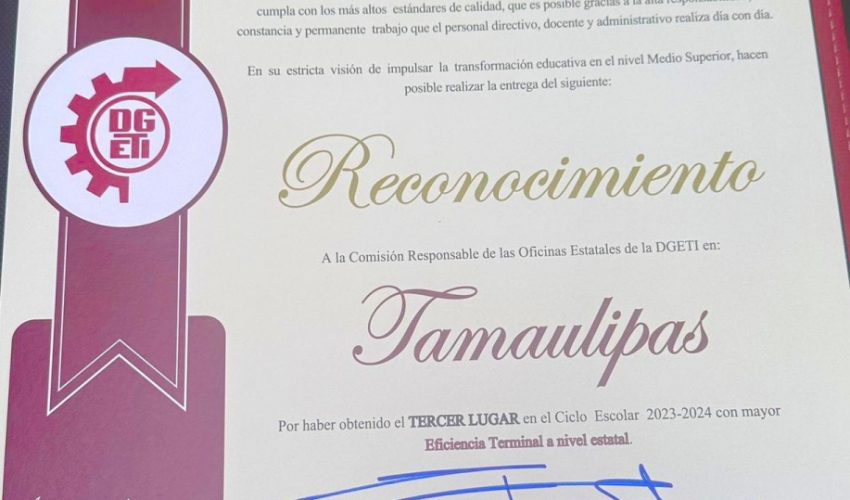 cumpla con los más altos estándares de calidad, que es posible gracias a la alta
constancia y permanente trabajo que el personal directivo, docente y administrativo realiza día con día.
En su estricta visión de impulsar la transformación educativa en el nivel Medio Superior, hacen
posible realizar la entrega del siguiente:
DG
ETI
Reconocimiento
A la Comisión Responsable de las Oficinas Estatales de la DGETI en:
Tamaulipas
Por haber obtenido el TERCER LUGAR en el Ciclo Escolar 2023-2024 con mayor
Eficiencia Terminal a nivel estatal.